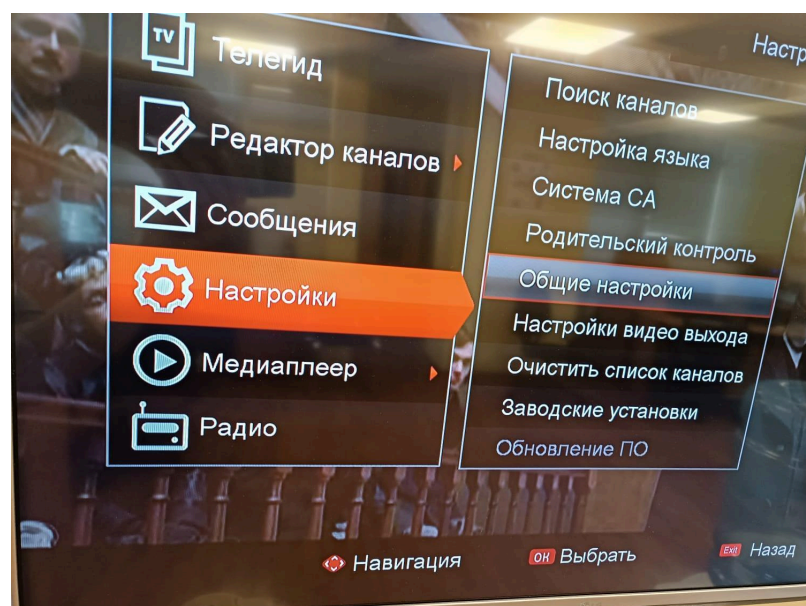 TV
Телегид
Редактор каналов
Сообщения
Настройки
Медиаплеер
Радио
Поиск каналов
Настройка языка
Система СА
Родительский контроль
Общие настройки
Настройки видео выхода
Очистить список каналов
Заводские установки
Обновление ПО
Навигация
OK Выбрать
Exit Назад